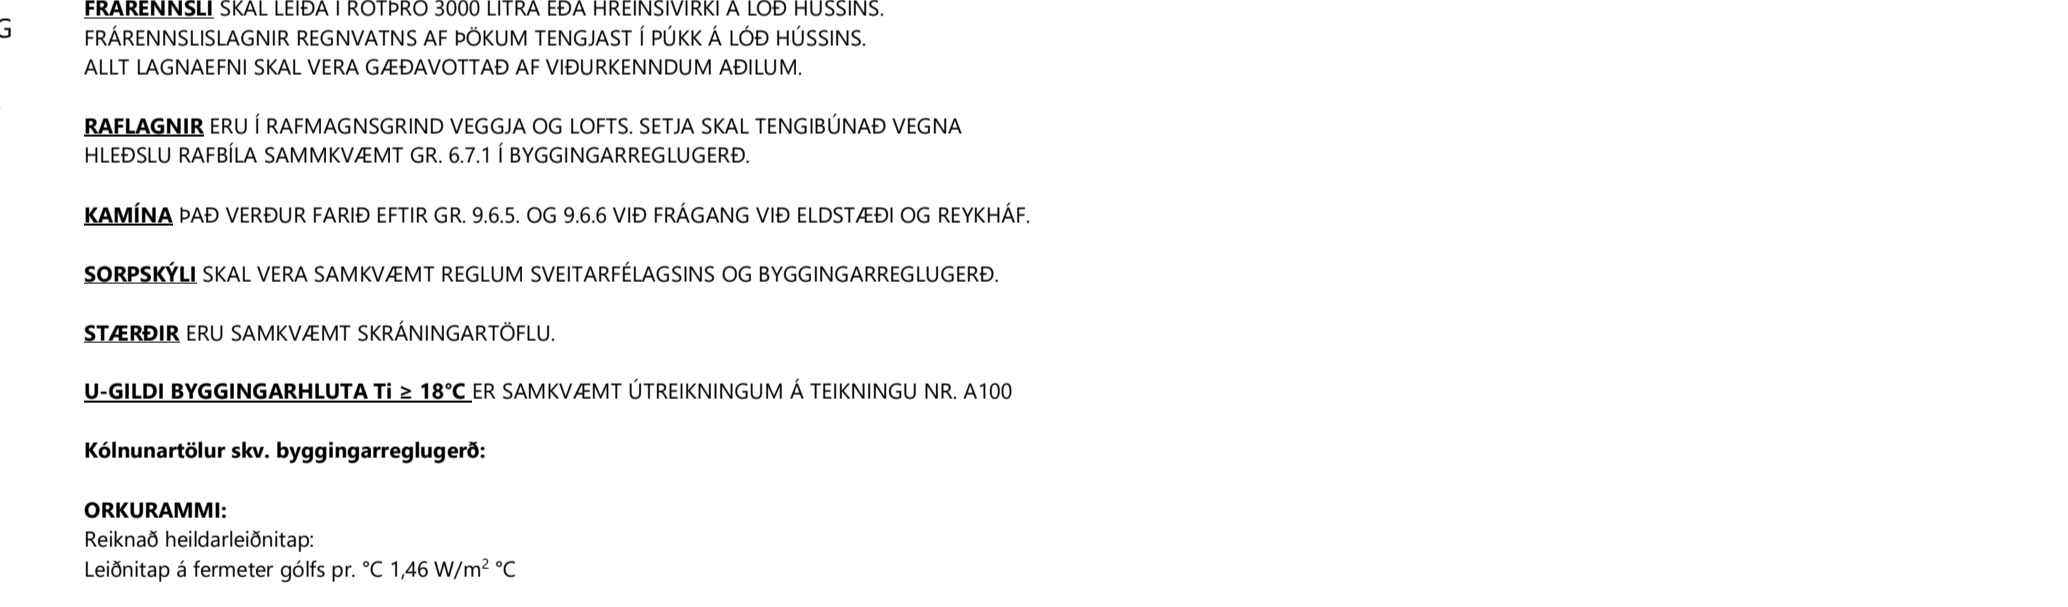 FRÁRENNSLI SKAL LEIÐA Í ROTÞRÓ 3000 LÍTRA EÐA HREINSIVIRKI Á LÓÐ HÚSSINS.
G
FRÁRENNSLISLAGNIR REGNVATNS AF ÞÖKUM TENGJAST Í PÚKK Á LÓÐ HÚSSINS.
ALLT LAGNAEFNI SKAL VERA GÆÐAVOTTAÐ AF VIÐURKENNDUM AÐILUM.
RAFLAGNIR ERU Í RAFMAGNSGRIND VEGGJA OG LOFTS. SETJA SKAL TENGIBÚNAÐ VEGNA
HLEÐSLU RAFBÍLA SAMMKVÆMT GR. 6.7.1 Í BYGGINGARREGLUGERÐ.
KAMÍNA ÞAÐ VERÐUR FARIÐ EFTIR GR. 9.6.5. OG 9.6.6 VIÐ FRÁGANG VIÐ ELDSTÆÐI OG REYKHÁF.
SORPSKÝLI SKAL VERA SAMKVÆMT REGLUM SVEITARFÉLAGSINS OG BYGGINGARREGLUGERÐ.
STÆRÐIR ERU SAMKVÆMT SKRÁNINGARTÖFLU.
U-GILDI BYGGINGARHLUTA Ti ≥ 18°C ER SAMKVÆMT ÚTREIKNINGUM Á TEIKNINGU NR. A100
Kólnunartölur skv. byggingarreglugerð:
ORKURAMMI:
Reiknað heildarleiðnitap:
Leiðnitap á fermeter gólfs pr. °C 1,46 W/m² °C